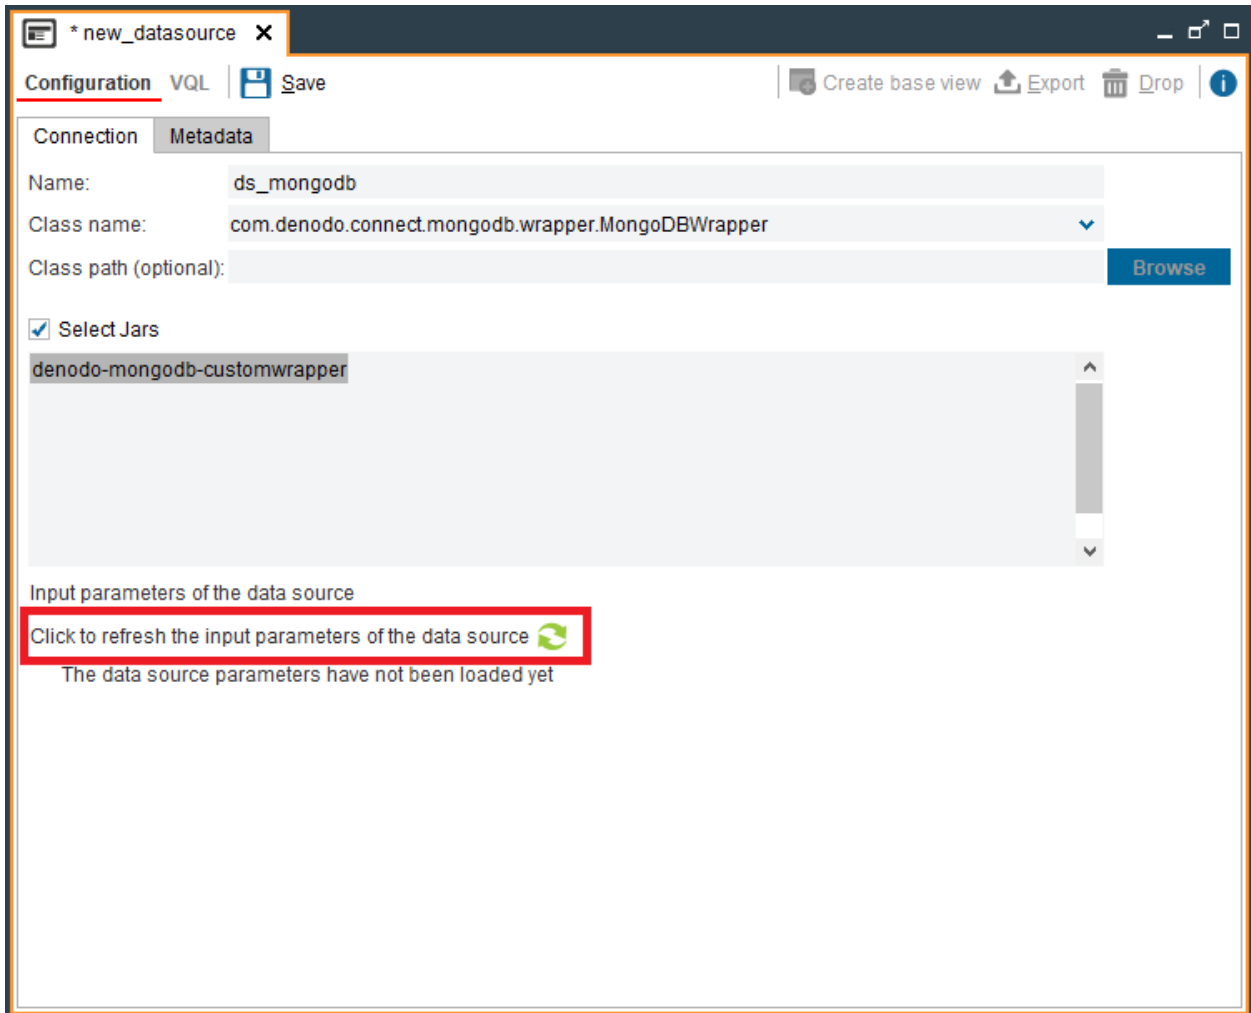 * new_datasource
Configuration VQL Save Create base view Export Drop
Connection Metadata
Name: ds_mongodb
Class name: com.denodo.connect.mongodb.wrapper.MongoDBWrapper
Class path (optional): Browse
Select Jars
denodo-mongodb-customwrapper
Input parameters of the data source
Click to refresh the input parameters of the data source
The data source parameters have not been loaded yet